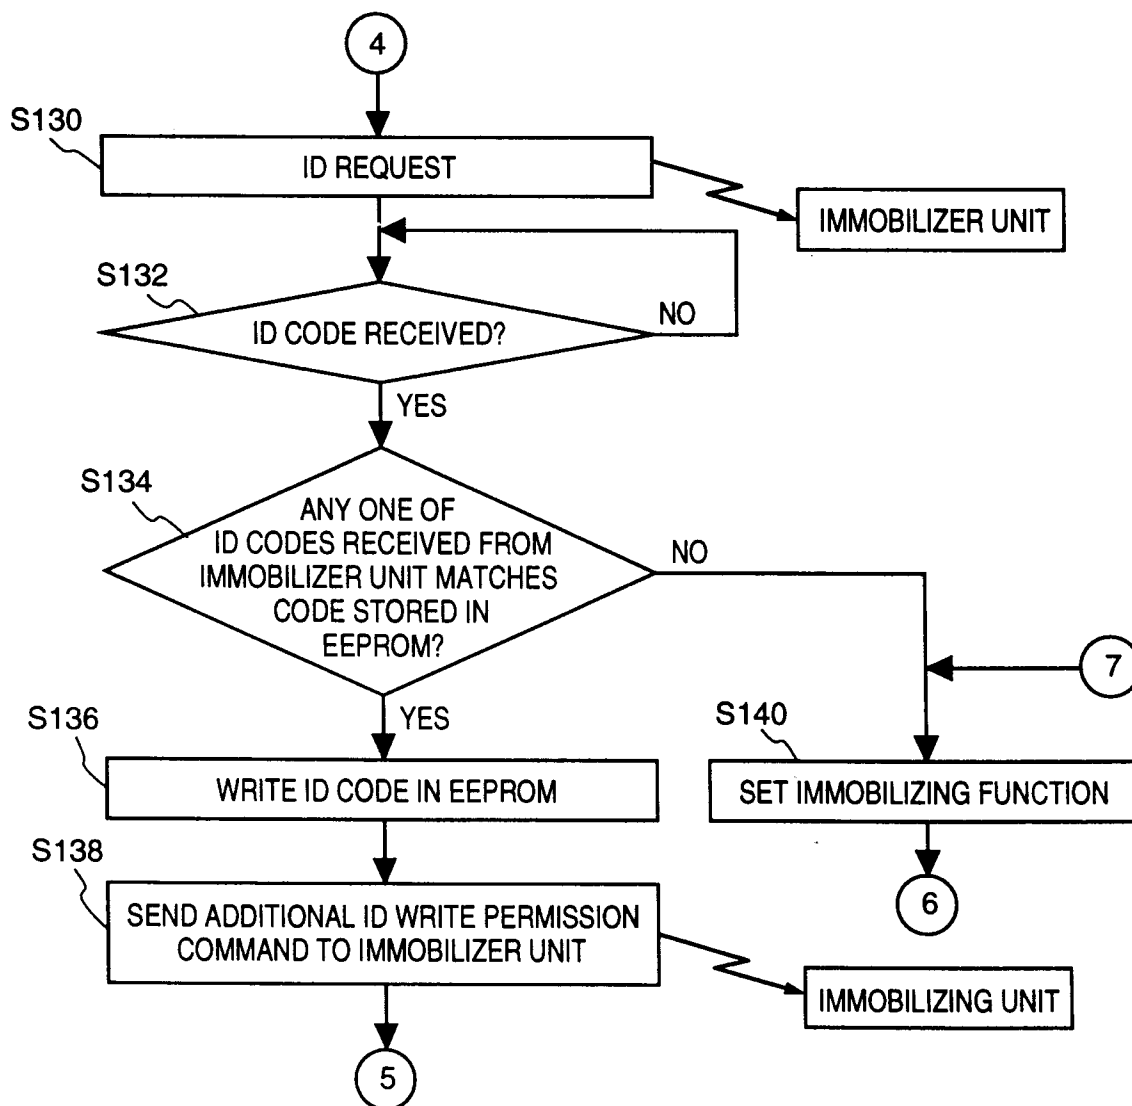 4
S130
ID REQUEST
IMMOBILIZER UNIT
S132
ID CODE RECEIVED?
NO
YES
S134
ANY ONE OF
ID CODES RECEIVED FROM
IMMOBILIZER UNIT MATCHES
CODE STORED IN
EEPROM?
NO
7
YES
S136
WRITE ID CODE IN EEPROM
S140
SET IMMOBILIZING FUNCTION
S138
SEND ADDITIONAL ID WRITE PERMISSION
COMMAND TO IMMOBILIZER UNIT
6
IMMOBILIZING UNIT
5